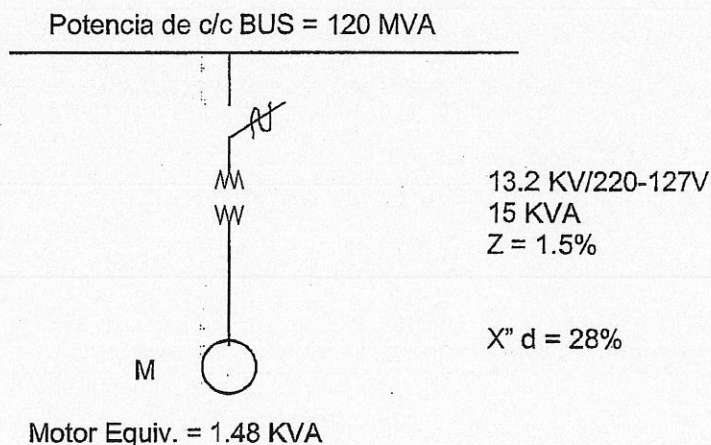 Potencia de c/c BUS = 120 MVA
13.2 KV/220-127V
15 KVA
Z = 1.5%
X" d = 28%
M
Motor Equiv. = 1.48 KVA